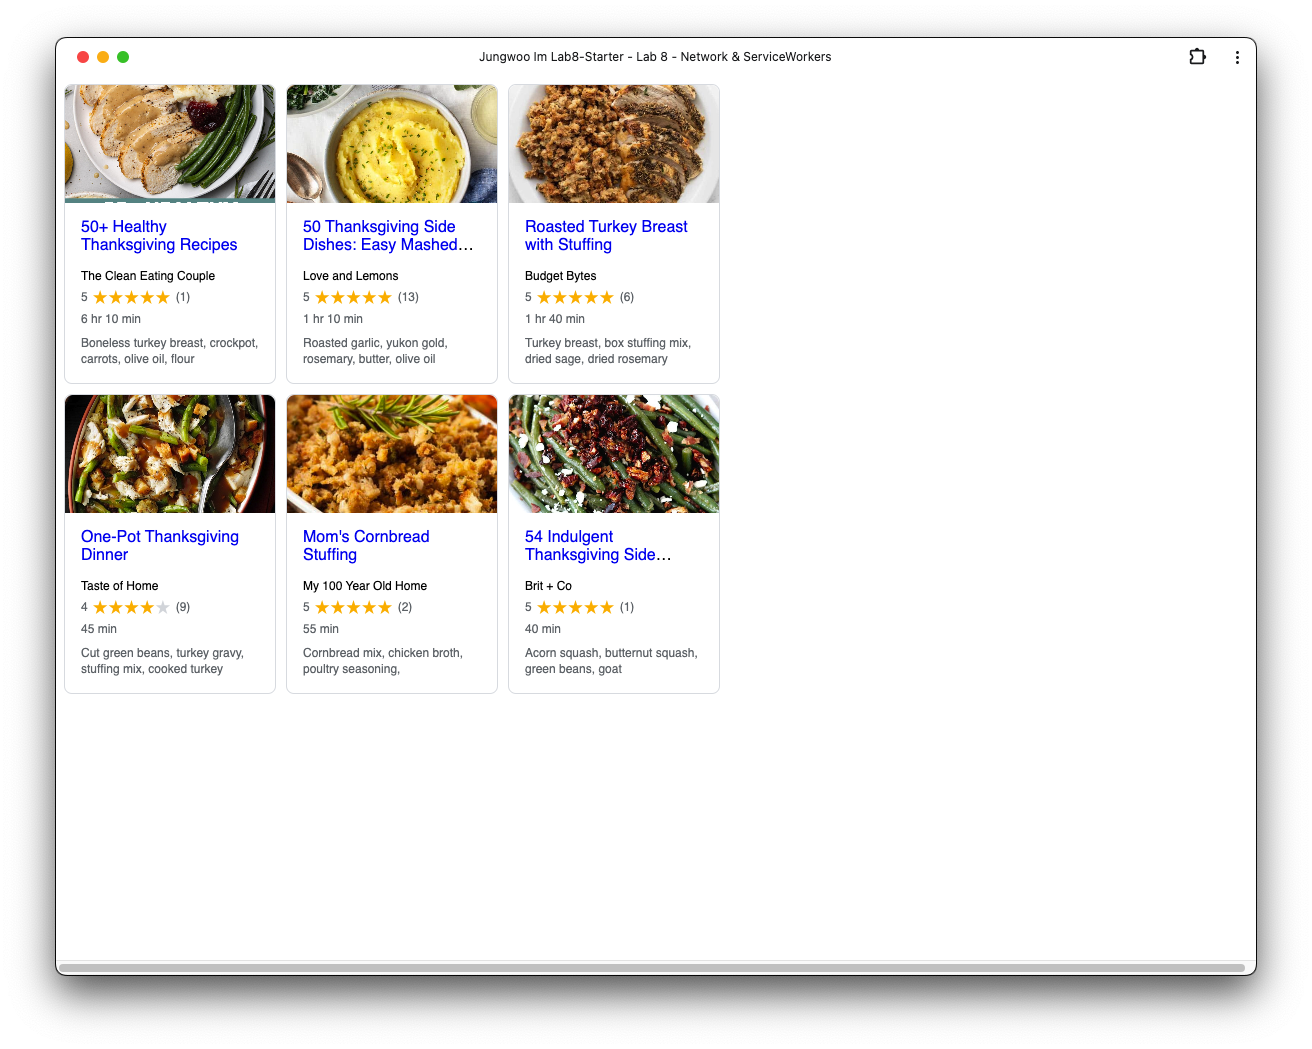 Jungwoo Im Lab8-Starter - Lab 8 - Network & ServiceWorkers
50+ Healthy
Thanksgiving Recipes
The Clean Eating Couple
5 ★★★★★ (1)
6 hr 10 min
Boneless turkey breast, crockpot,
carrots, olive oil, flour
50 Thanksgiving Side
Dishes: Easy Mashed…
Love and Lemons
5 ★★★★★ (13)
1 hr 10 min
Roasted garlic, yukon gold,
rosemary, butter, olive oil
Roasted Turkey Breast
with Stuffing
Budget Bytes
5 ★★★★★ (6)
1 hr 40 min
Turkey breast, box stuffing mix,
dried sage, dried rosemary
One-Pot Thanksgiving
Dinner
Taste of Home
4 ★★★★★ (9)
45 min
Cut green beans, turkey gravy,
stuffing mix, cooked turkey
Mom's Cornbread
Stuffing
My 100 Year Old Home
5 ★★★★★ (2)
55 min
Cornbread mix, chicken broth,
poultry seasoning,
54 Indulgent
Thanksgiving Side…
Brit + Co
5 ★★★★★ (1)
40 min
Acorn squash, butternut squash,
green beans, goat